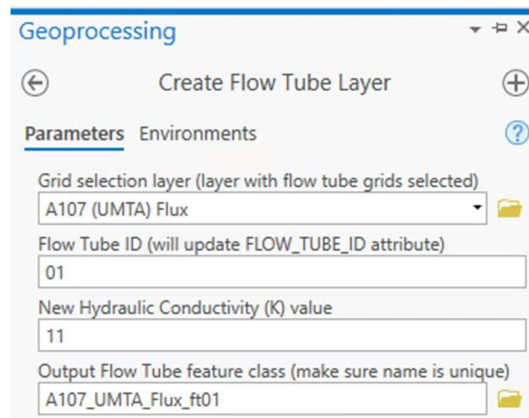 Geoprocessing
Create Flow Tube Layer
Parameters Environments
Grid selection layer (layer with flow tube grids selected)
A107 (UMTA) Flux
Flow Tube ID (will update FLOW_TUBE_ID attribute)
01
New Hydraulic Conductivity (K) value
11
Output Flow Tube feature class (make sure name is unique)
A107_UMTA_Flux_ft01